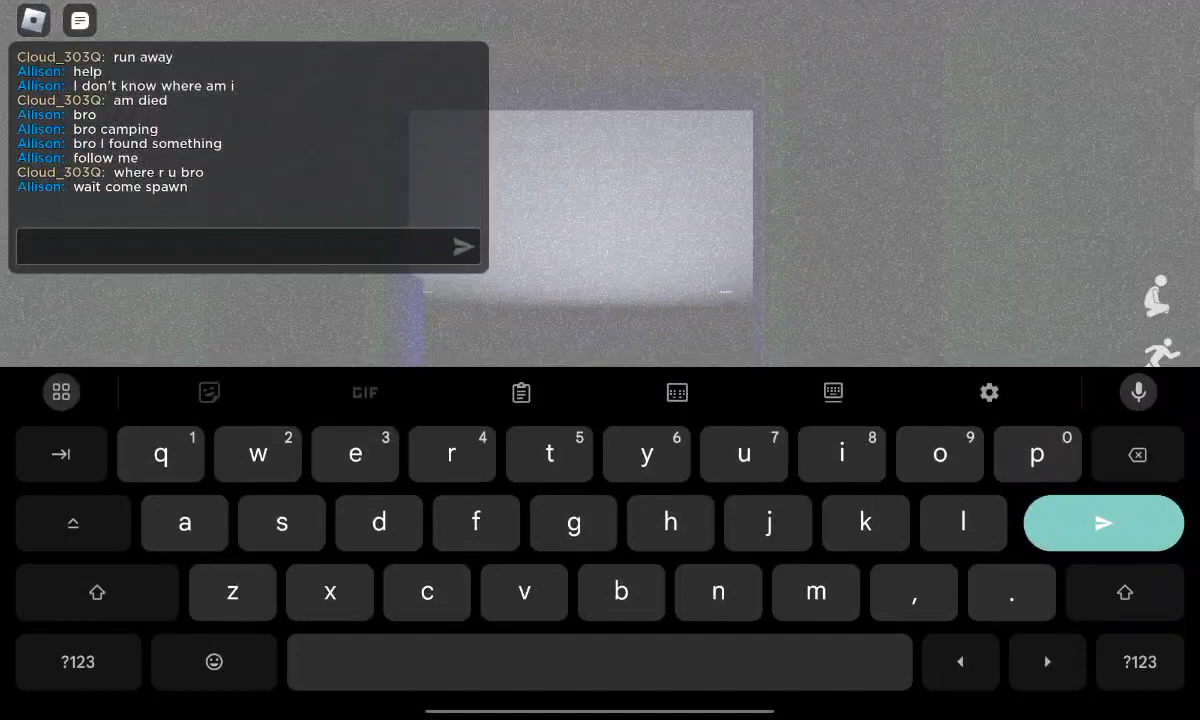 Cloud_303Q: run away
Allison: help
Allison: I don't know where am i
Cloud_303Q: am died
Allison: bro
Allison: bro camping
Allison: bro I found something
Allison: follow me
Cloud_303Q: where r u bro
Allison: wait come spawn
GIF
q 1 w 2 e 3 r 4 t 5 y 6 u 7 i 8 o 9 p 0
a s d f g h j k l
z x c v b n m , .
?123 ?123